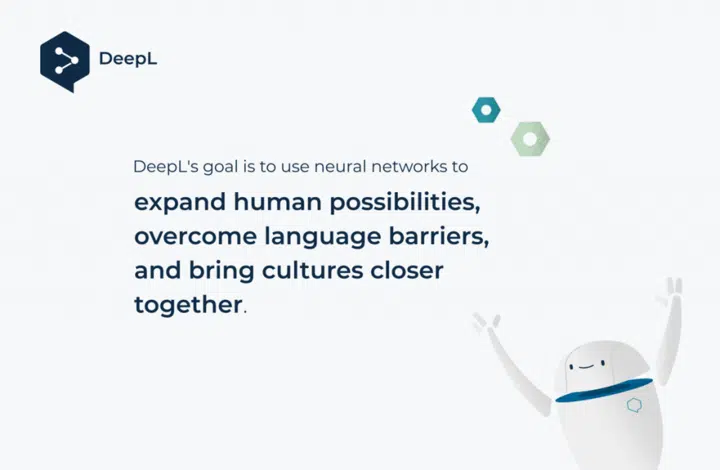 DeepL
DeepL's goal is to use neural networks to
expand human possibilities,
overcome language barriers,
and bring cultures closer
together.